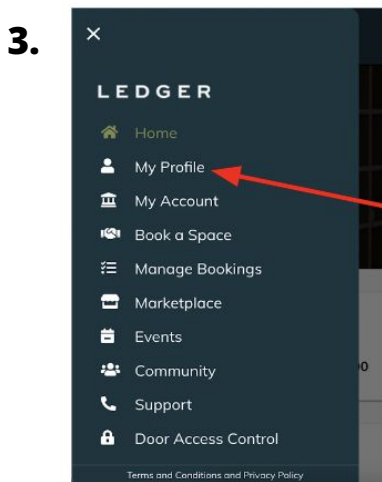 3.
×
LEDGER
Home
My Profile
My Account
Book a Space
Manage Bookings
Marketplace
Events
0
Community
Support
Door Access Control
Terms and Conditions and Privacy Policy